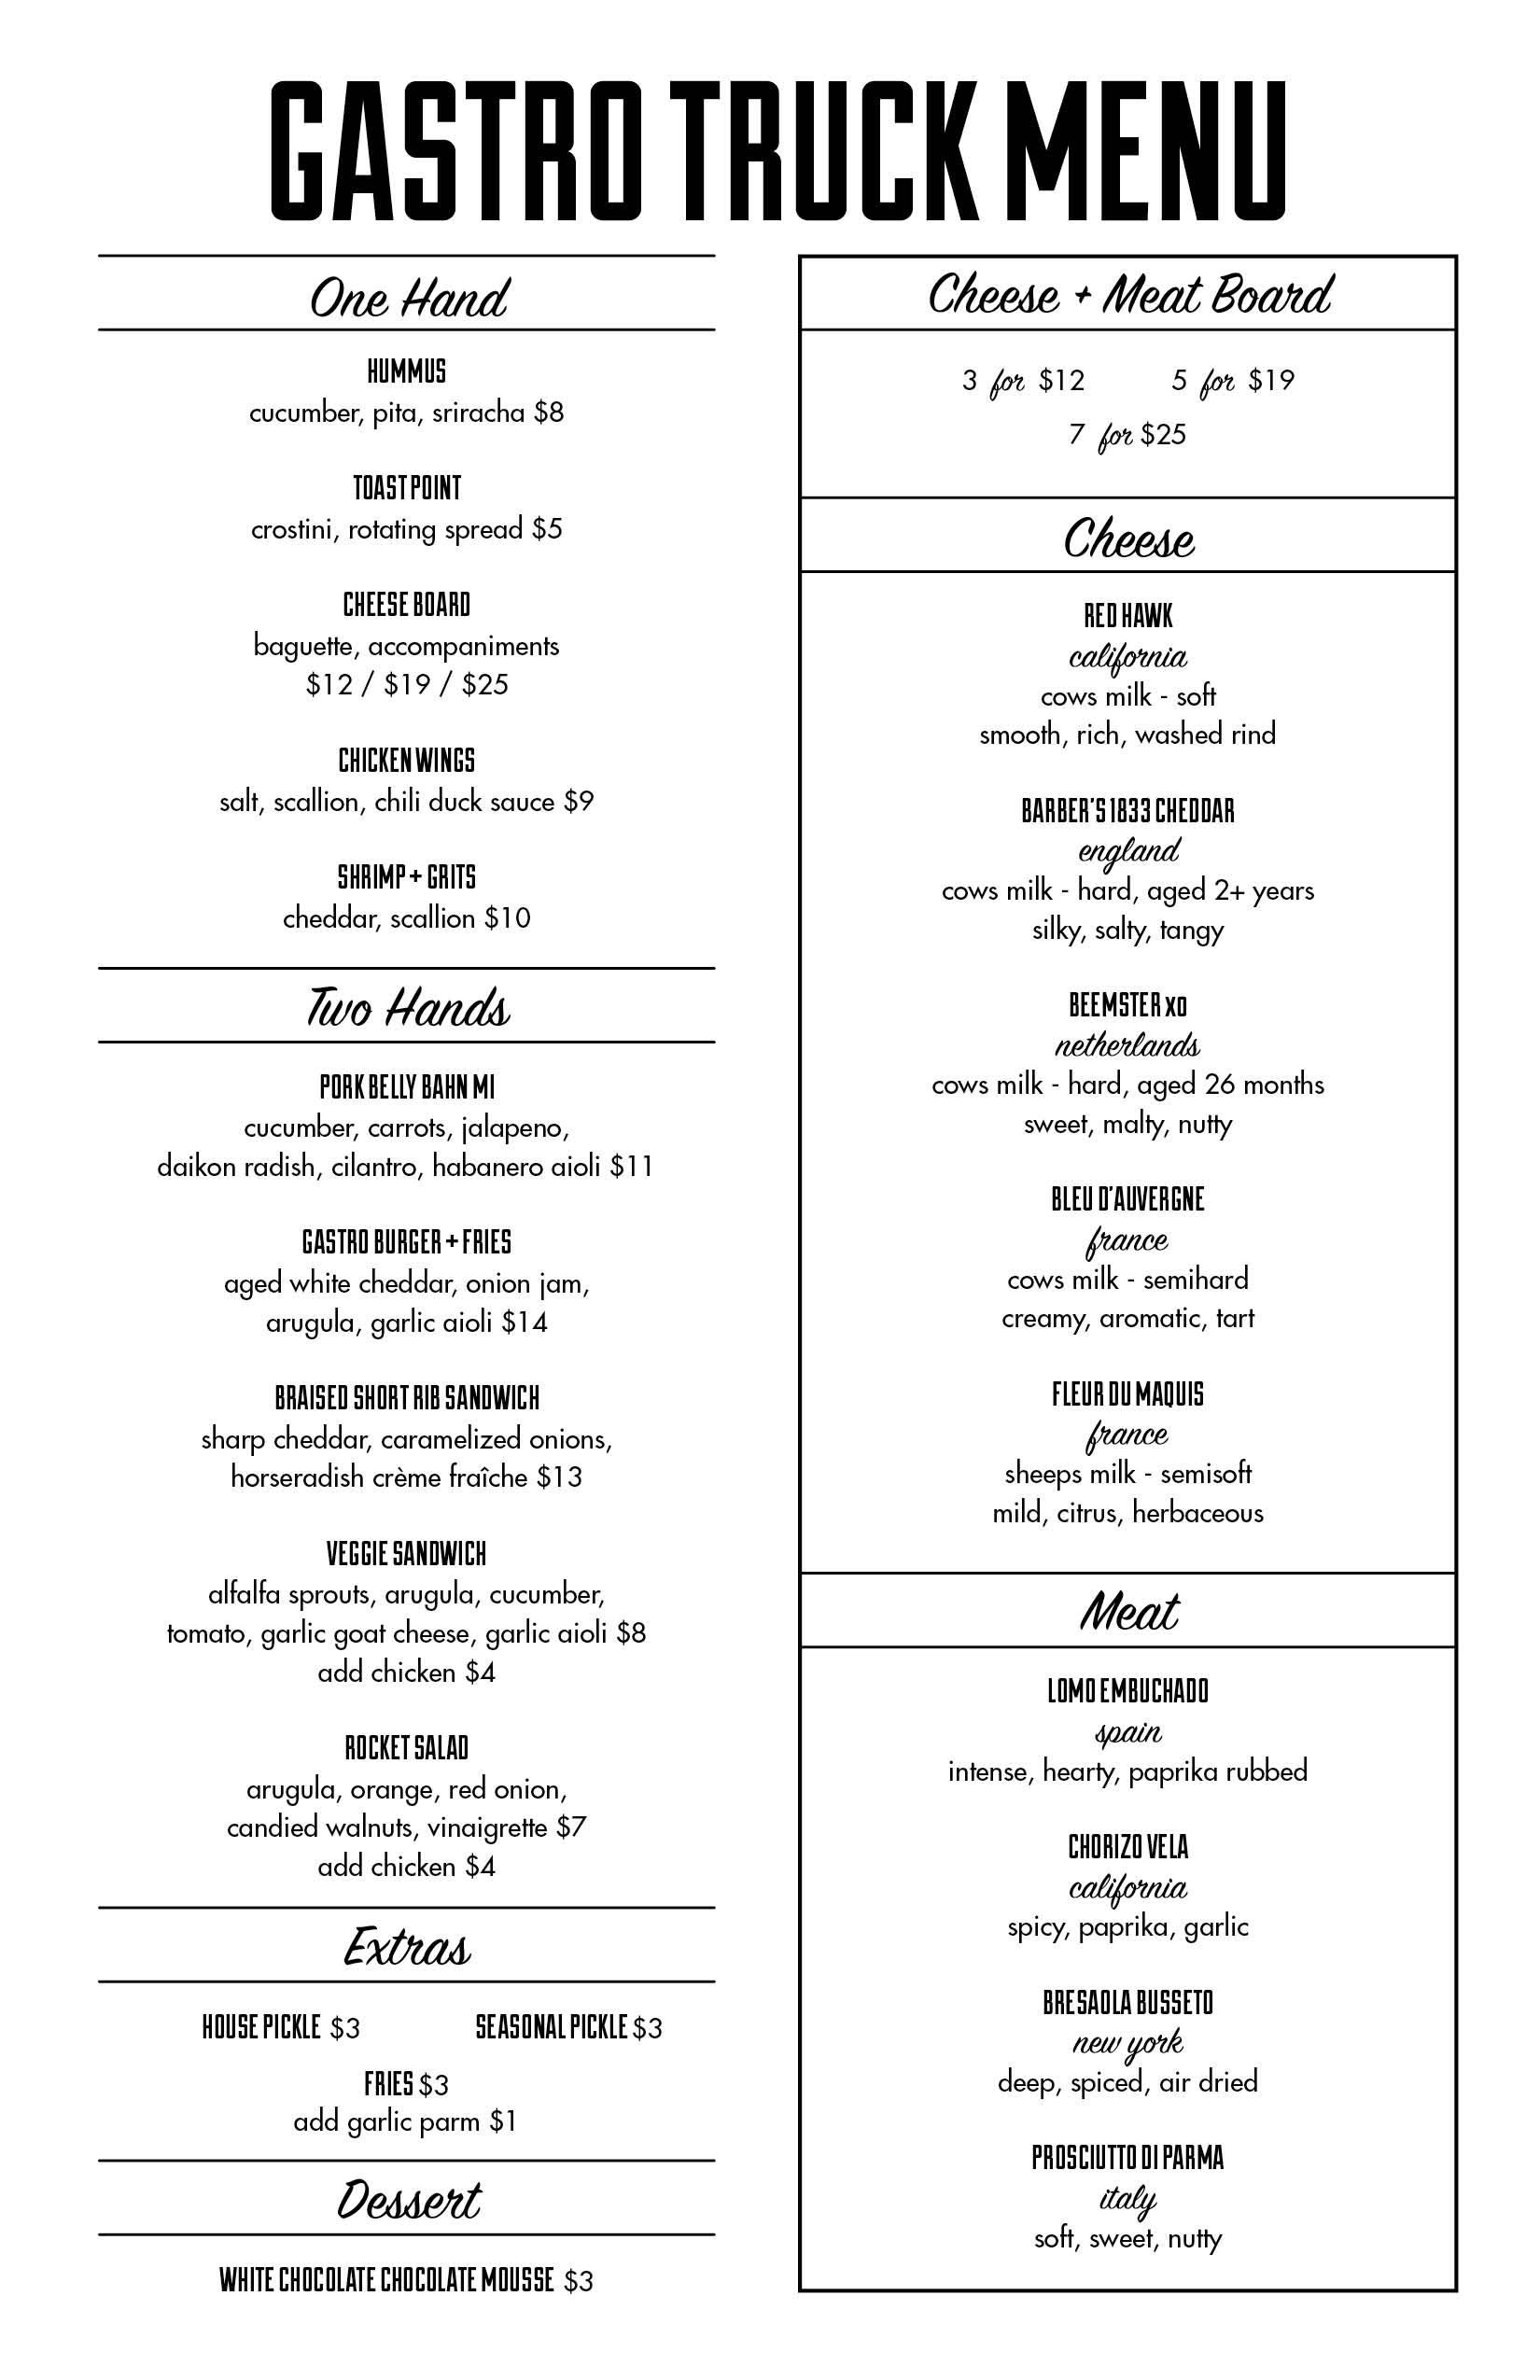 GASTRO TRUCK MENU
One Hand
HUMMUS
cucumber, pita, sriracha $8
TOAST POINT
crostini, rotating spread $5
CHEESE BOARD
baguette, accompaniments
$12 / $19 / $25
CHICKEN WINGS
salt, scallion, chili duck sauce $9
SHRIMP + GRITS
cheddar, scallion $10
Two Hands
PORK BELLY BAHN MI
cucumber, carrots, jalapeno,
daikon radish, cilantro, habanero aioli $11
GASTRO BURGER + FRIES
aged white cheddar, onion jam,
arugula, garlic aioli $14
BRAISED SHORT RIB SANDWICH
sharp cheddar, caramelized onions,
horseradish crème fraîche $13
VEGGIE SANDWICH
alfalfa sprouts, arugula, cucumber,
tomato, garlic goat cheese, garlic aioli $8
add chicken $4
ROCKET SALAD
arugula, orange, red onion,
candied walnuts, vinaigrette $7
add chicken $4
Extras
HOUSE PICKLE $3 SEASONAL PICKLE $3
FRIES $3
add garlic parm $1
Dessert
WHITE CHOCOLATE CHOCOLATE MOUSSE $3
Cheese + Meat Board
3 for $12 5 for $19
7 for $25
Cheese
RED HAWK
california
cows milk - soft
smooth, rich, washed rind
BARBER'S 1833 CHEDDAR
england
cows milk - hard, aged 2+ years
silky, salty, tangy
BEEMSTER XO
netherlands
cows milk - hard, aged 26 months
sweet, malty, nutty
BLEU D'AUVERGNE
france
cows milk - semihard
creamy, aromatic, tart
FLEUR DU MAQUIS
france
sheeps milk - semisoft
mild, citrus, herbaceous
Meat
LOMO EMBUCHADO
spain
intense, hearty, paprika rubbed
CHORIZO VELA
california
spicy, paprika, garlic
BRESAOLA BUSSETO
new york
deep, spiced, air dried
PROSCIUTTO DI PARMA
italy
soft, sweet, nutty